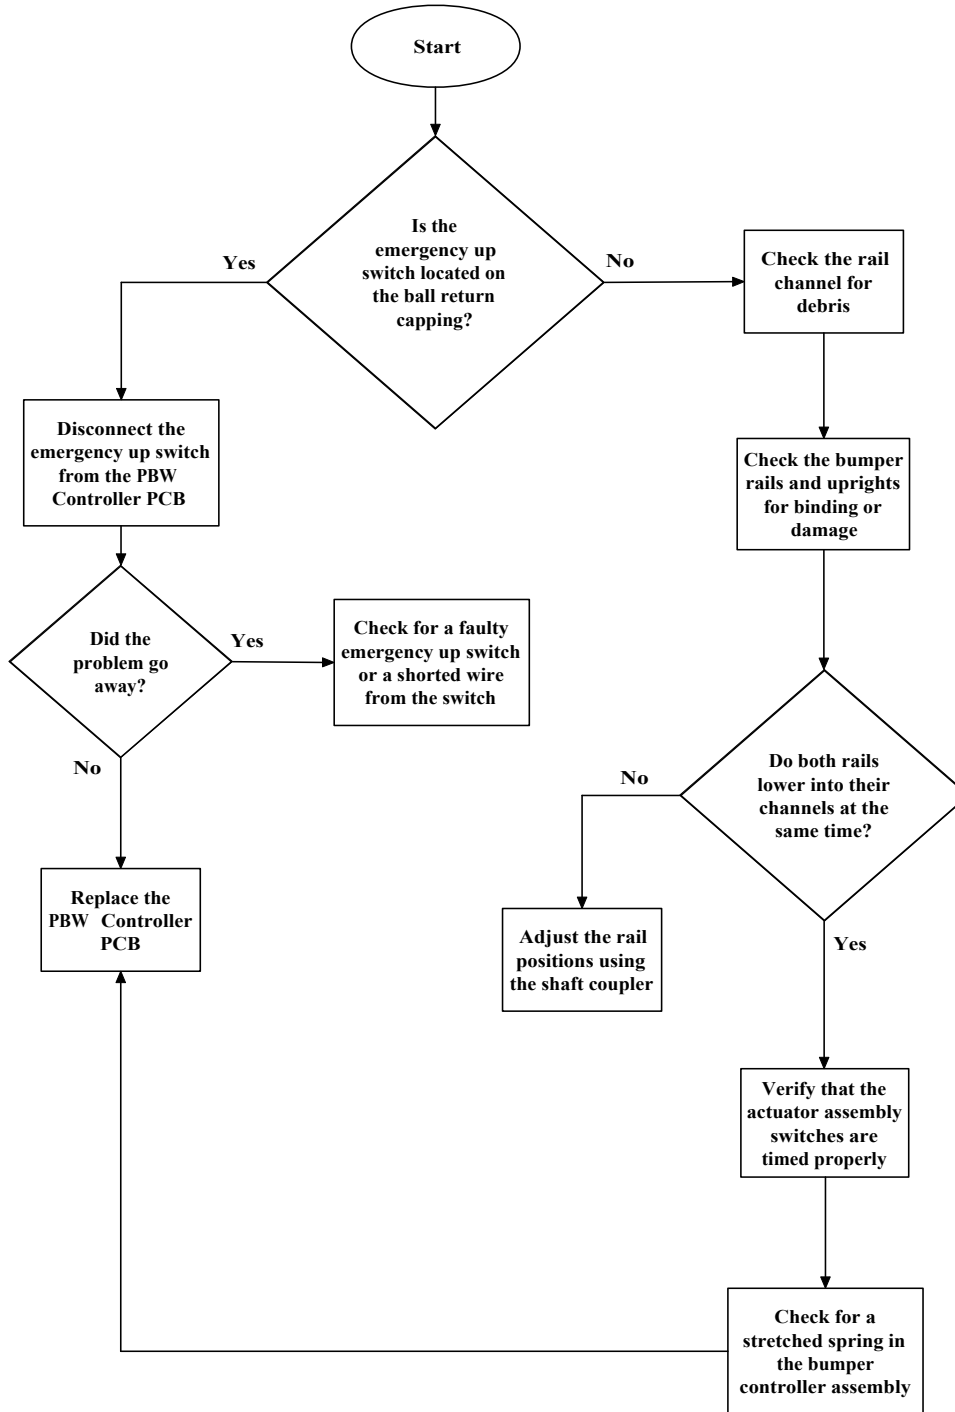 Start
Is the
emergency up
switch located on
the ball return
capping?
Yes
No
Check the rail
channel for
debris
Disconnect the
emergency up switch
from the PBW
Controller PCB
Check the bumper
rails and uprights
for binding or
damage
Did the
problem go
away?
Yes
Check for a faulty
emergency up switch
or a shorted wire
from the switch
No
Do both rails
lower into their
channels at the
same time?
No
Replace the
PBW Controller
PCB
Adjust the rail
positions using
the shaft coupler
Yes
Verify that the
actuator assembly
switches are
timed properly
Check for a
stretched spring in
the bumper
controller assembly